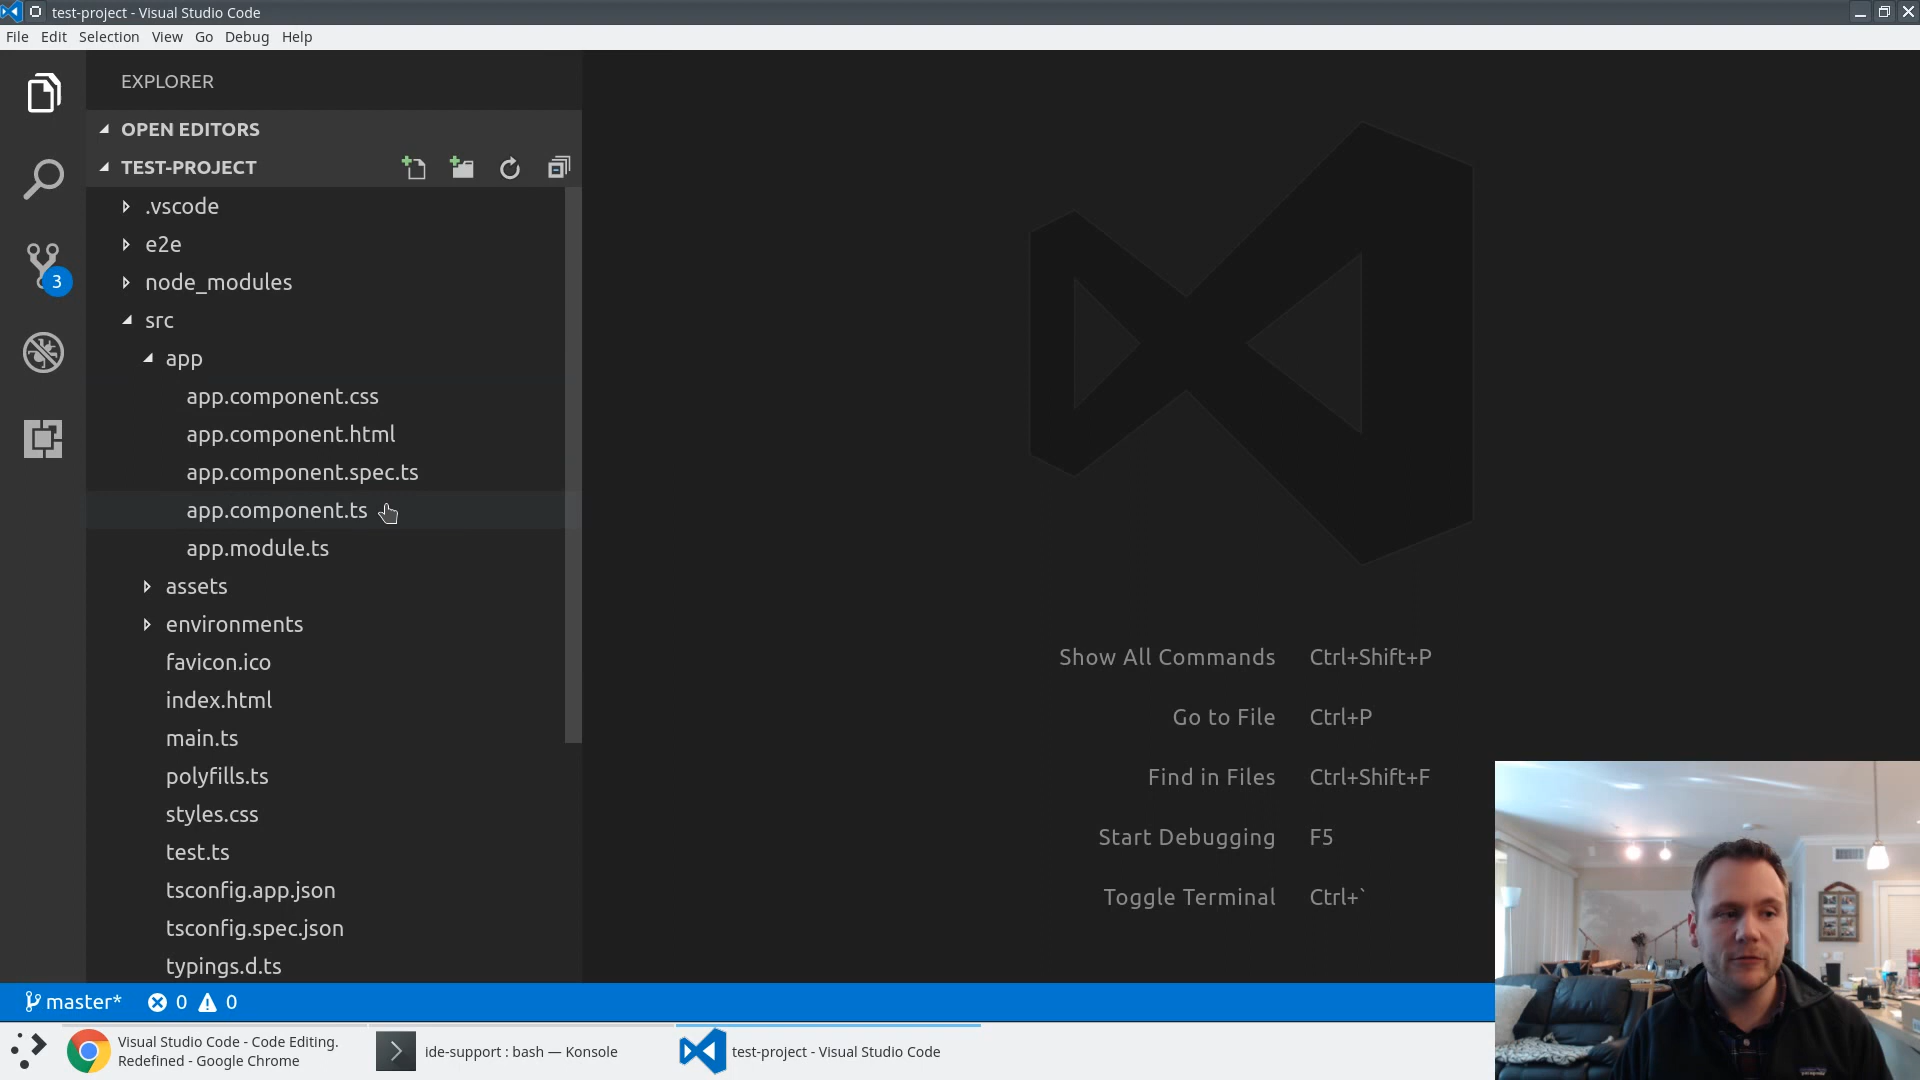 test-project - Visual Studio Code
File Edit Selection View Go Debug Help
EXPLORER
OPEN EDITORS
TEST-PROJECT
.vscode
e2e
node_modules
3
src
app
app.component.css
app.component.html
app.component.spec.ts
app.component.ts
app.module.ts
assets
environments
favicon.ico
index.html
main.ts
polyfills.ts
styles.css
test.ts
tsconfig.app.json
tsconfig.spec.json
typings.d.ts
Show All Commands Ctrl+Shift+P
Go to File Ctrl+P
Find in Files Ctrl+Shift+F
Start Debugging F5
Toggle Terminal Ctrl+`
master* 0 0
Visual Studio Code - Code Editing.
Redefined - Google Chrome
ide-support : bash — Konsole
test-project - Visual Studio Code